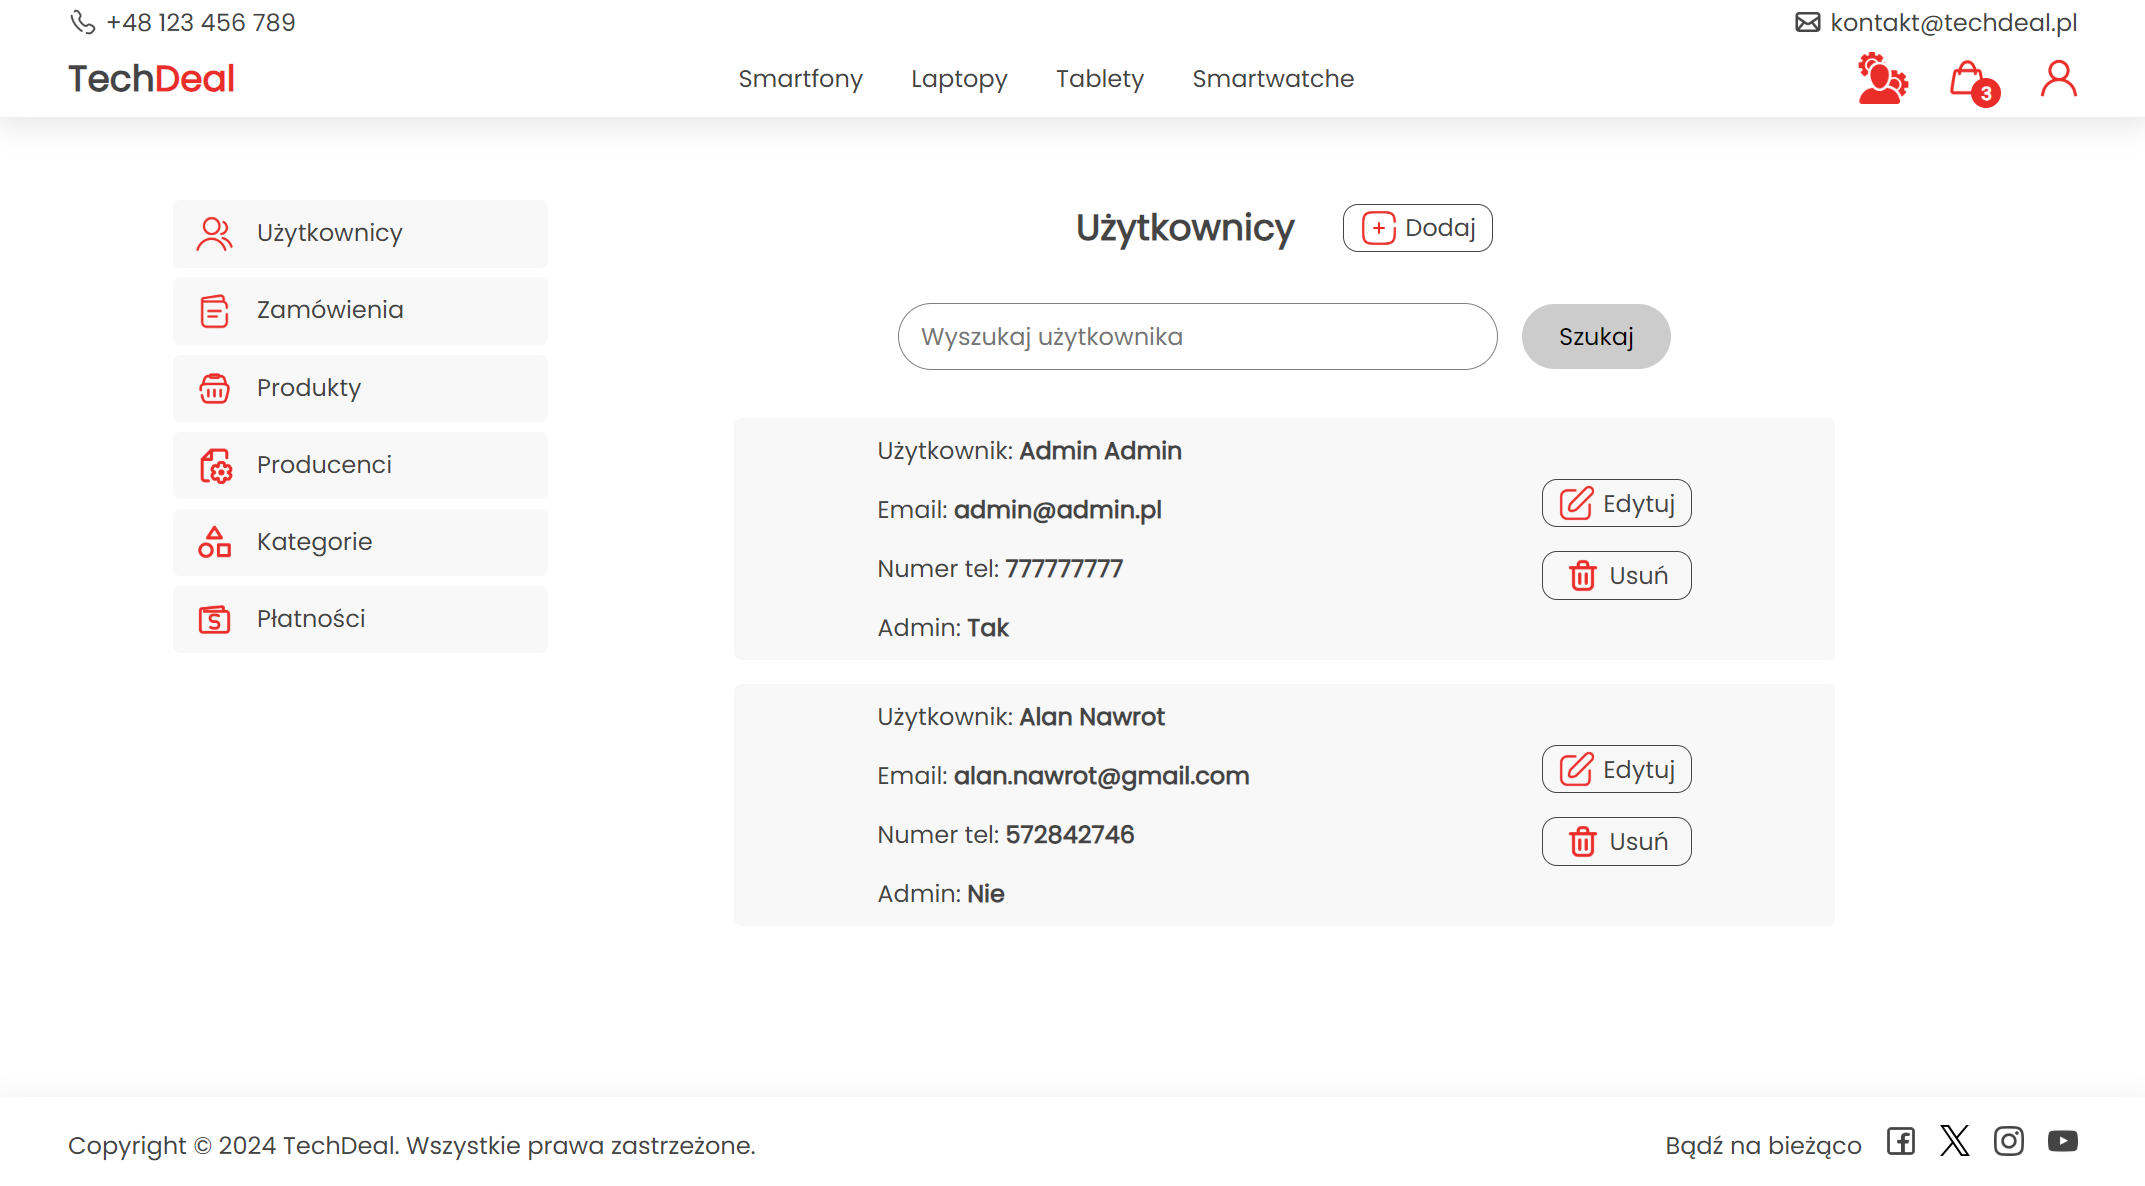 +48 123 456 789
kontakt@techdeal.pl
TechDeal
Smartfony Laptopy Tablety Smartwatche
3
Użytkownicy
Zamówienia
Produkty
Producenci
Kategorie
Płatności
Użytkownicy
Dodaj
Wyszukaj użytkownika
Szukaj
Użytkownik: Admin Admin
Email: admin@admin.pl
Numer tel: 777777777
Admin: Tak
Edytuj
Usuń
Użytkownik: Alan Nawrot
Email: alan.nawrot@gmail.com
Numer tel: 572842746
Admin: Nie
Edytuj
Usuń
Copyright © 2024 TechDeal. Wszystkie prawa zastrzeżone.
Bądź na bieżąco